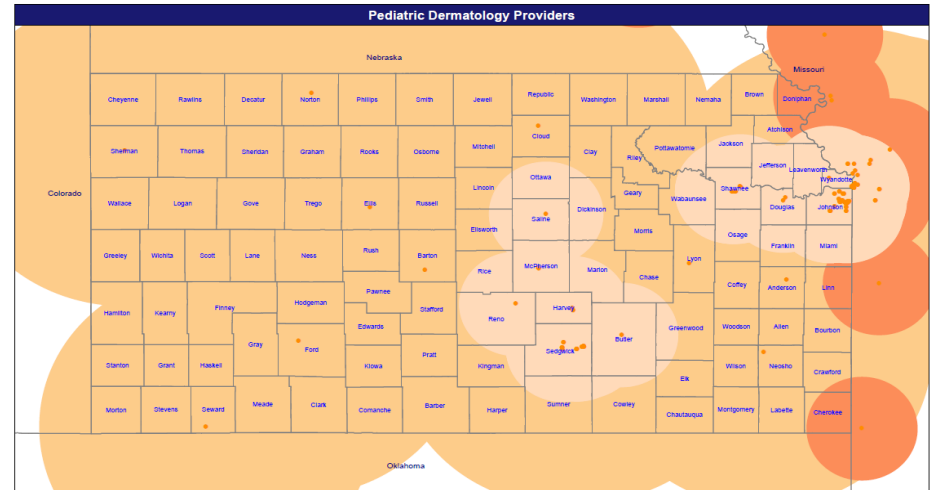 Pediatric Dermatology Providers
Nebraska
Missouri
Cheyenne Rawlins Decatur Norton Phillips Smith Jewell Republic Washington Marshall Nemaha Brown Doniphan
Atchison
Sherman Thomas Sheridan Graham Rooks Osborne Mitchell Cloud Clay Riley Pottawatomie Jackson
Jefferson Leavenworth Wyandotte
Ottawa
Colorado Wallace Logan Gove Trego Ellis Russell Lincoln Saline Dickinson Geary Wabaunsee Shawnee Douglas Johnson
Ellsworth Morris Osage Franklin Miami
Greeley Wichita Scott Lane Ness Rush Barton Rice McPherson Marion Chase Lyon
Hamilton Kearny Finney Hodgeman Pawnee Stafford Reno Harvey Coffey Anderson Linn
Gray Ford Edwards Sedgwick Butler Greenwood Woodson Allen Bourbon
Stanton Grant Haskell Kiowa Pratt Kingman Elk Wilson Neosho Crawford
Morton Stevens Seward Meade Clark Comanche Barber Harper Sumner Cowley Chautauqua Montgomery Labette Cherokee
Oklahoma